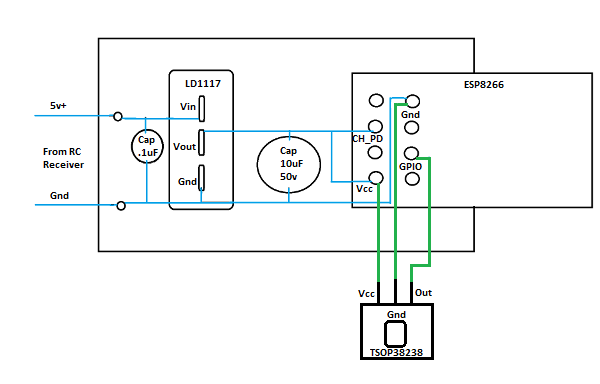 LD1117
ESP8266
5v+
Vin
Gnd
From RC
Receiver
Cap
.1uF
Vout
Cap
10uF
50v
CH_PD
GPIO
Gnd
Gnd
Vcc
Vcc
Out
Gnd
TSOP38238